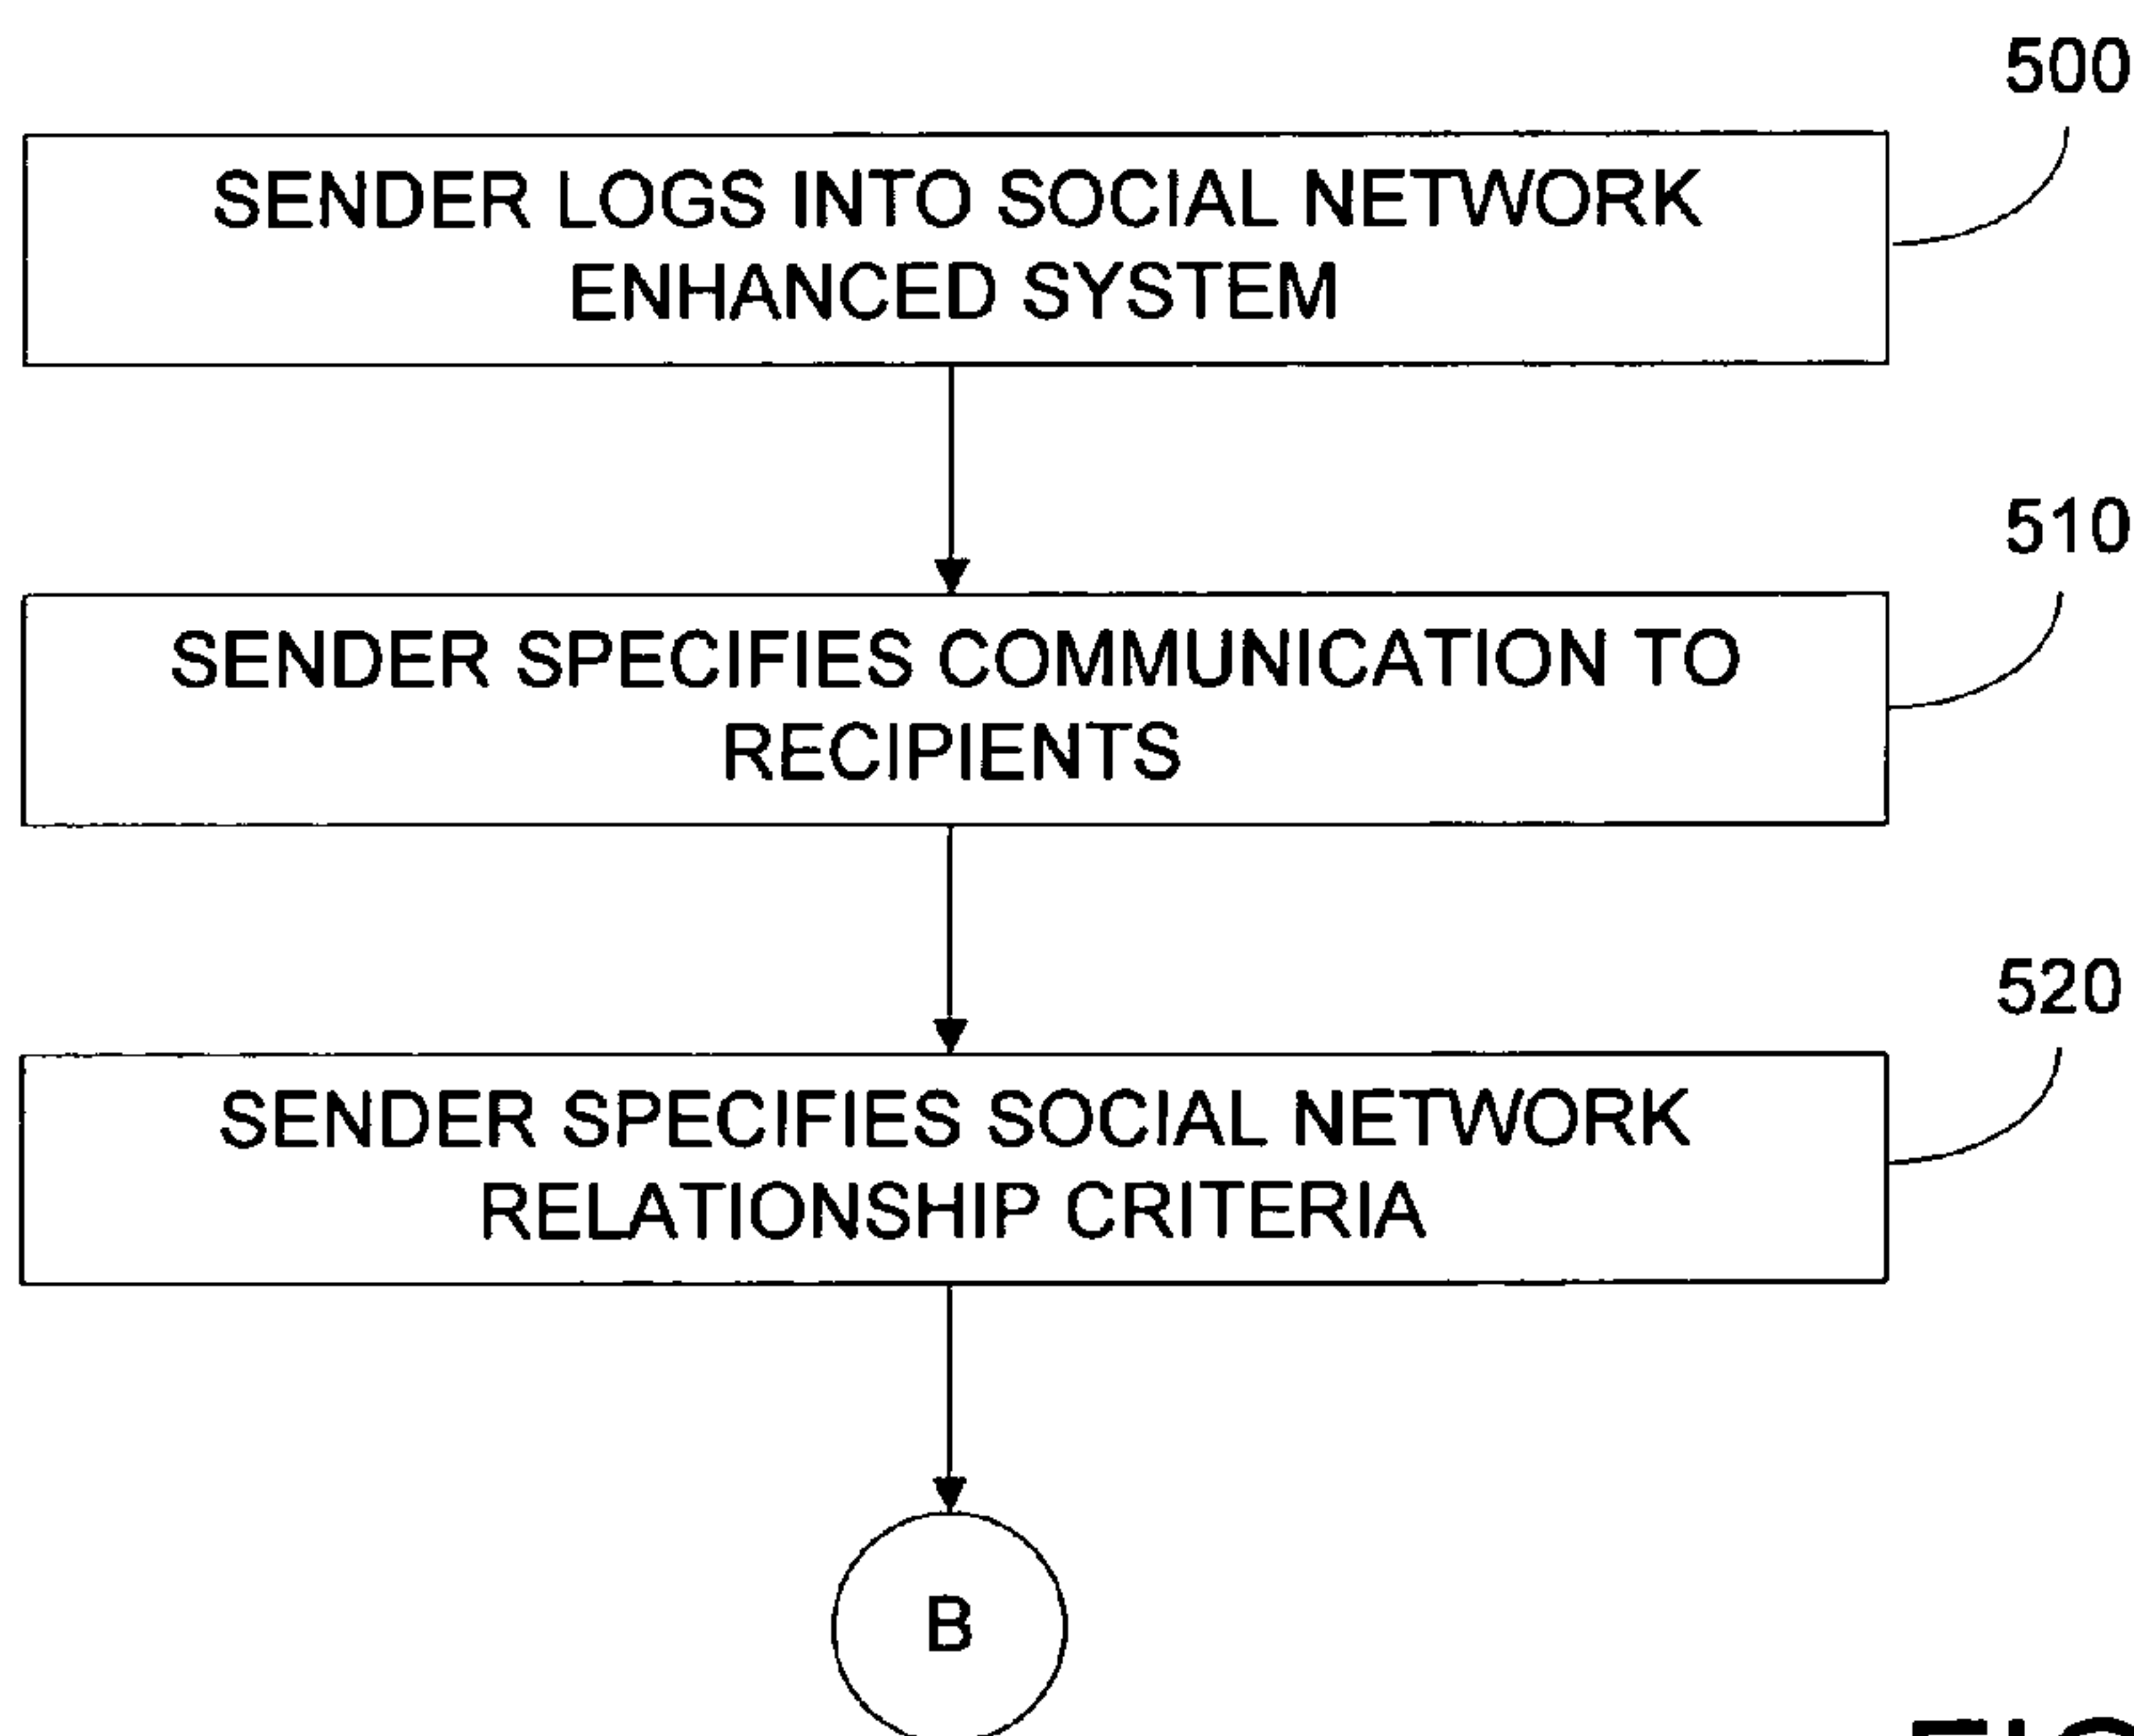 500
SENDER LOGS INTO SOCIAL NETWORK
ENHANCED SYSTEM
510
SENDER SPECIFIES COMMUNICATION TO
RECIPIENTS
520
SENDER SPECIFIES SOCIAL NETWORK
RELATIONSHIP CRITERIA
B